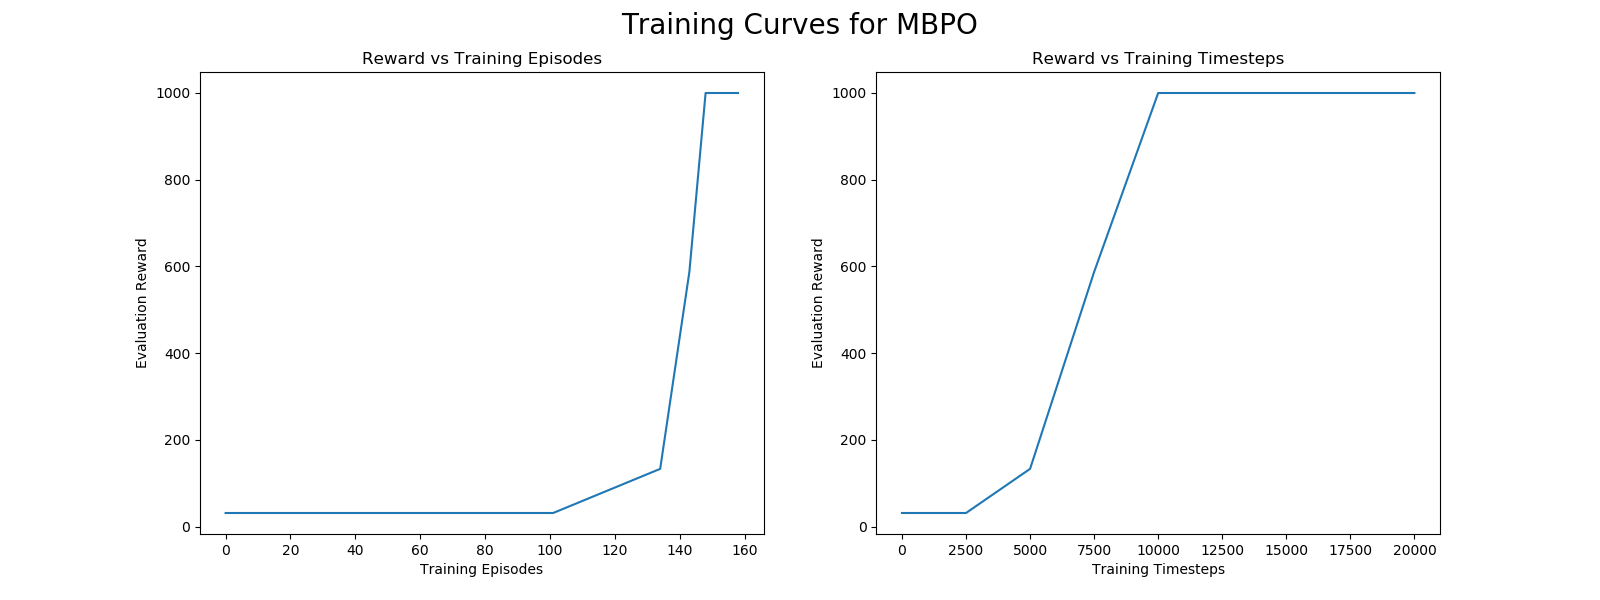 Training Curves for MBPO
Reward vs Training Episodes
1000
800
600
400
200
0
Evaluation Reward
0 20 40 60 80 100 120 140 160
Training Episodes
Reward vs Training Timesteps
1000
800
600
400
200
0
Evaluation Reward
0 2500 5000 7500 10000 12500 15000 17500 20000
Training Timesteps